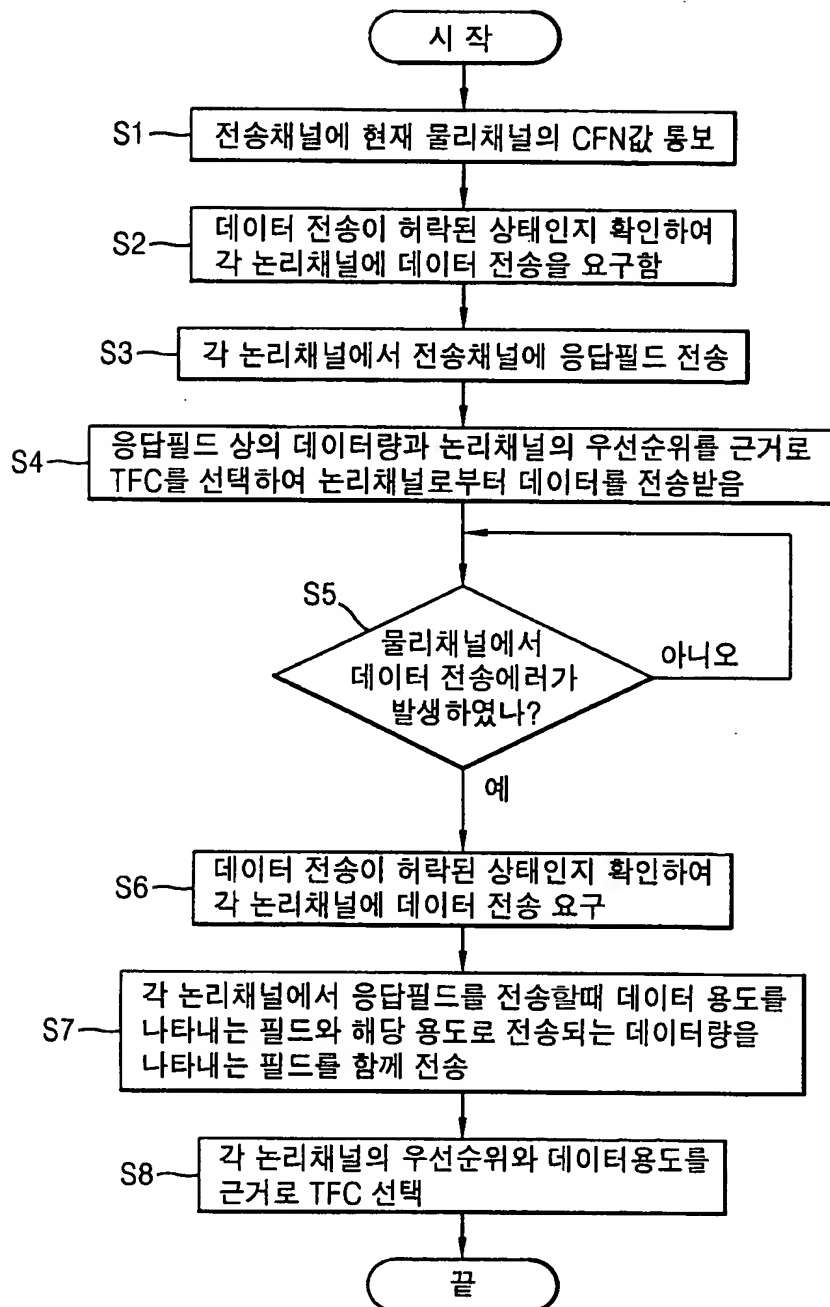 시 작
S1
전송채널에 현재 물리채널의 CFN값 통보
S2
데이터 전송이 허락된 상태인지 확인하여
각 논리채널에 데이터 전송을 요구함
S3
각 논리채널에서 전송채널에 응답필드 전송
S4
응답필드 상의 데이터량과 논리채널의 우선순위를 근거로
TFC를 선택하여 논리채널로부터 데이터를 전송받음
S5
물리채널에서
데이터 전송에러가
발생하였나?
아니오
예
S6
데이터 전송이 허락된 상태인지 확인하여
각 논리채널에 데이터 전송 요구
S7
각 논리채널에서 응답필드를 전송할때 데이터 용도를
나타내는 필드와 해당 용도로 전송되는 데이터량을
나타내는 필드를 함께 전송
S8
각 논리채널의 우선순위와 데이터용도를
근거로 TFC 선택
끝